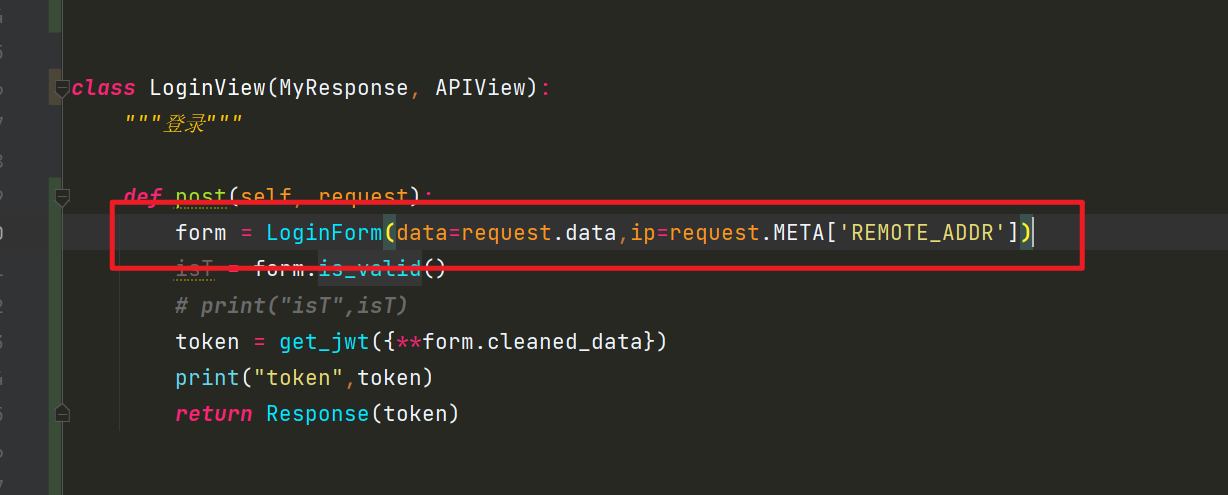 class LoginView(MyResponse, APIView):
"""登录"""
def post(self, request):
form = LoginForm(data=request.data,ip=request.META['REMOTE_ADDR'])
isT = form.is_valid()
# print("isT",isT)
token = get_jwt({**form.cleaned_data})
print("token",token)
return Response(token)